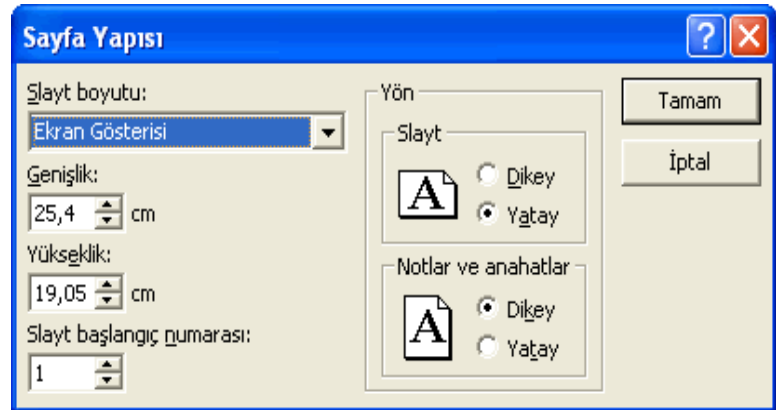 Sayfa Yapısı
Slayt boyutu:
Ekran Gösterisi
Genişlik:
25,4 cm
Yükseklik:
19,05 cm
Slayt başlangıç numarası:
1
Yön
Slayt
A
Dikey
Yatay
Notlar ve anahatlar
A
Dikey
Yatay
Tamam
İptal